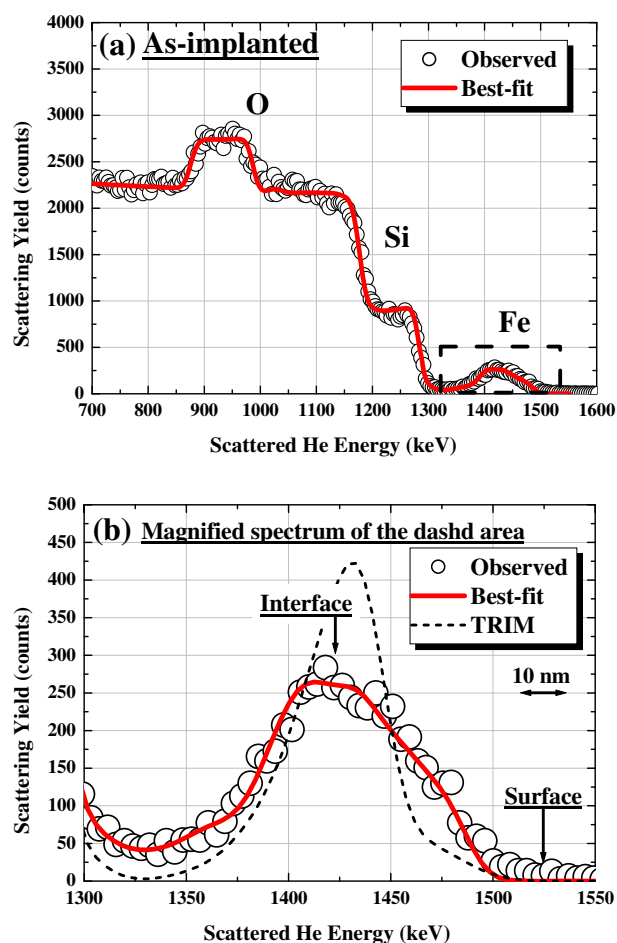 (a) As-implanted
Observed
Best-fit
O
Si
Fe
Scattering Yield (counts)
4000
3500
3000
2500
2000
1500
1000
500
0
700 800 900 1000 1100 1200 1300 1400 1500 1600
Scattered He Energy (keV)
(b) Magnified spectrum of the dashd area
Observed
Best-fit
TRIM
Interface
10 nm
Surface
Scattering Yield (counts)
500
450
400
350
300
250
200
150
100
50
0
1300 1350 1400 1450 1500 1550
Scattered He Energy (keV)